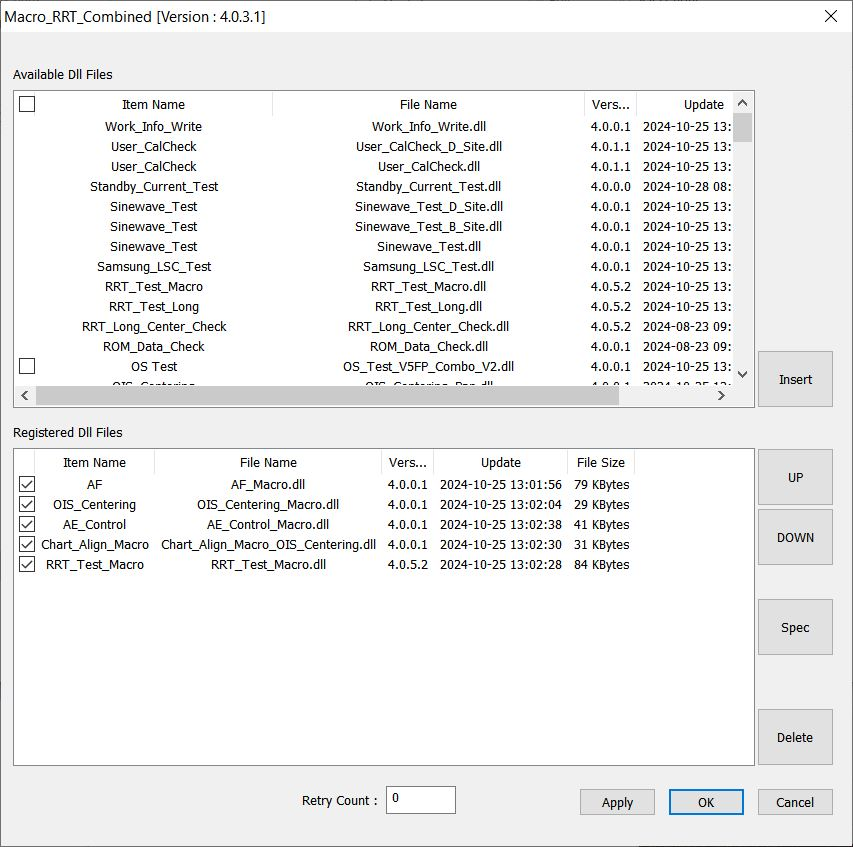 Macro_RRT_Combined [Version : 4.0.3.1]
Available Dll Files
Item Name File Name Vers... Update
Work_Info_Write Work_Info_Write.dll 4.0.0.1 2024-10-25 13:
User_CalCheck User_CalCheck_D_Site.dll 4.0.1.1 2024-10-25 13:
User_CalCheck User_CalCheck.dll 4.0.1.1 2024-10-25 13:
Standby_Current_Test Standby_Current_Test.dll 4.0.0.0 2024-10-28 08:
Sinewave_Test Sinewave_Test_D_Site.dll 4.0.0.1 2024-10-25 13:
Sinewave_Test Sinewave_Test_B_Site.dll 4.0.0.1 2024-10-25 13:
Sinewave_Test Sinewave_Test.dll 4.0.0.1 2024-10-25 13:
Samsung_LSC_Test Samsung_LSC_Test.dll 4.0.0.1 2024-10-25 13:
RRT_Test_Macro RRT_Test_Macro.dll 4.0.5.2 2024-10-25 13:
RRT_Test_Long RRT_Test_Long.dll 4.0.5.2 2024-10-25 13:
RRT_Long_Center_Check RRT_Long_Center_Check.dll 4.0.5.2 2024-08-23 09:
ROM_Data_Check ROM_Data_Check.dll 4.0.0.1 2024-08-23 09:
OS Test OS_Test_V5FP_Combo_V2.dll 4.0.0.1 2024-10-25 13:
Insert
Registered Dll Files
Item Name File Name Vers... Update File Size
AF AF_Macro.dll 4.0.0.1 2024-10-25 13:01:56 79 KBytes
OIS_Centering OIS_Centering_Macro.dll 4.0.0.1 2024-10-25 13:02:04 29 KBytes
AE_Control AE_Control_Macro.dll 4.0.0.1 2024-10-25 13:02:38 41 KBytes
Chart_Align_Macro Chart_Align_Macro_OIS_Centering.dll 4.0.0.1 2024-10-25 13:02:30 31 KBytes
RRT_Test_Macro RRT_Test_Macro.dll 4.0.5.2 2024-10-25 13:02:28 84 KBytes
UP
DOWN
Spec
Delete
Retry Count : 0
Apply OK Cancel